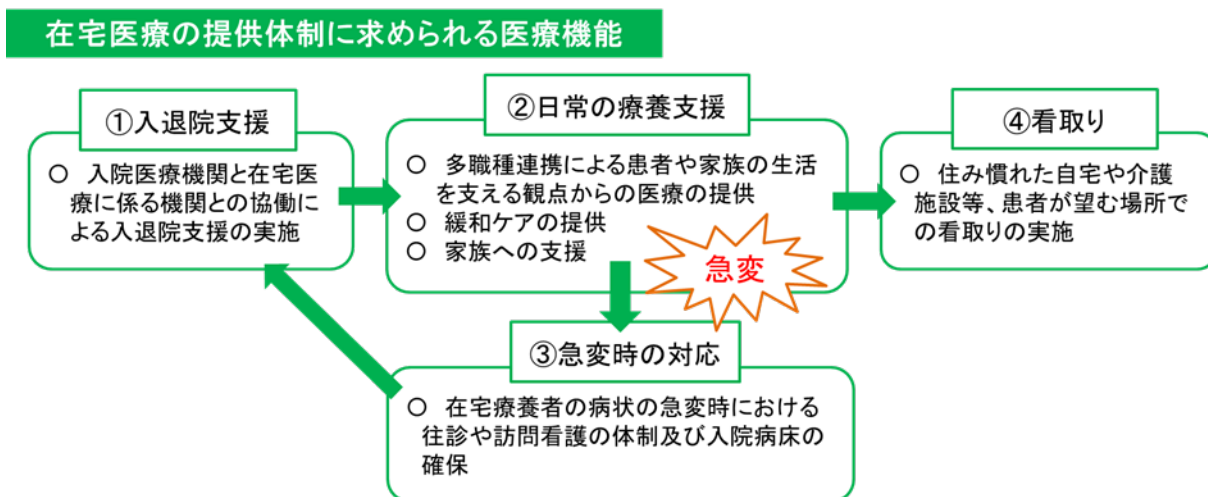 在宅医療の提供体制に求められる医療機能
①入退院支援
○ 入院医療機関と在宅医
療に係る機関との協働に
よる入退院支援の実施
②日常の療養支援
○ 多職種連携による患者や家族の生活
を支える観点からの医療の提供
○ 緩和ケアの提供
○ 家族への支援
急変
③急変時の対応
○ 在宅療養者の病状の急変時における
往診や訪問看護の体制及び入院病床の
確保
④看取り
○ 住み慣れた自宅や介護
施設等、患者が望む場所で
の看取りの実施